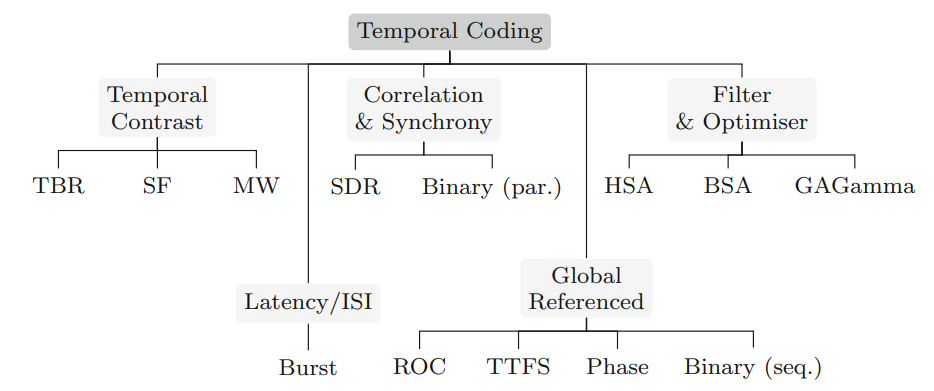 Temporal Coding
Temporal
Contrast
Correlation
& Synchrony
Filter
& Optimiser
TBR
SF
MW
SDR
Binary (par.)
HSA
BSA
GAGamma
Latency/ISI
Global
Referenced
Burst
ROC
TTFS
Phase
Binary (seq.)